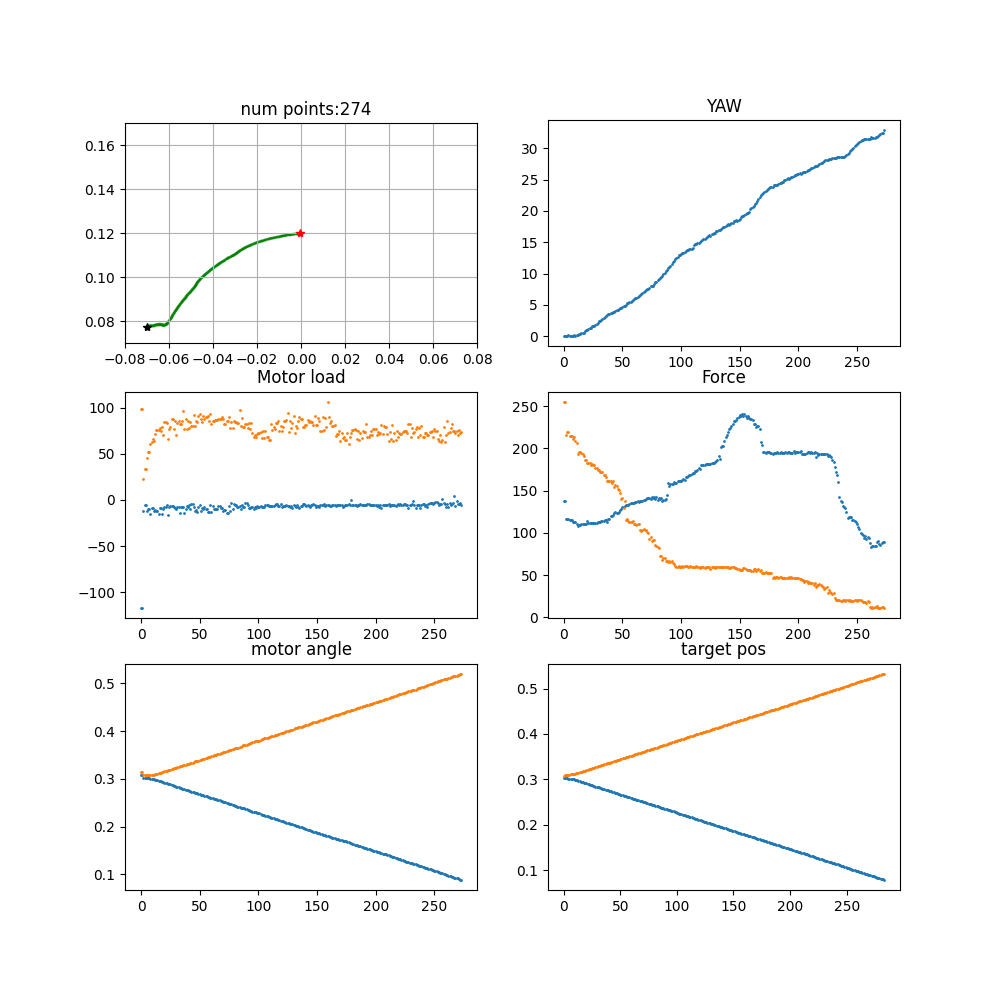 num points:274
YAW
0.16
0.14
0.12
0.10
0.08
−0.08 −0.06 −0.04 −0.02 0.00 0.02 0.04 0.06 0.08
30
25
20
15
10
5
0
0 50 100 150 200 250
Motor load
Force
100
50
0
−50
−100
0 50 100 150 200 250
250
200
150
100
50
0
0 50 100 150 200 250
motor angle
target pos
0.5
0.4
0.3
0.2
0.1
0 50 100 150 200 250
0.5
0.4
0.3
0.2
0.1
0 50 100 150 200 250